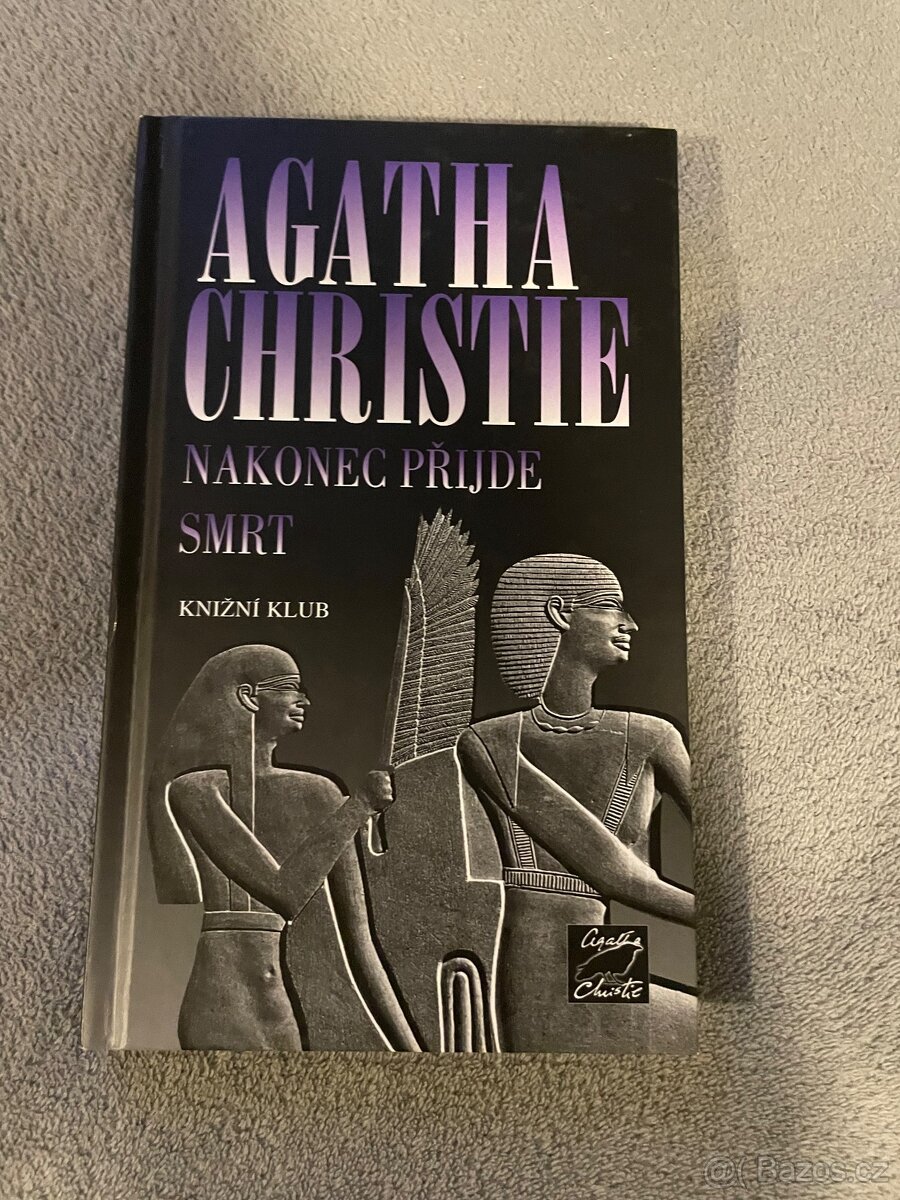 AGATHA
CHRISTIE
NAKONEC PŘIJDE
SMRT
KNIŽNÍ KLUB
Agatha
Christie
@ Bazos.cz